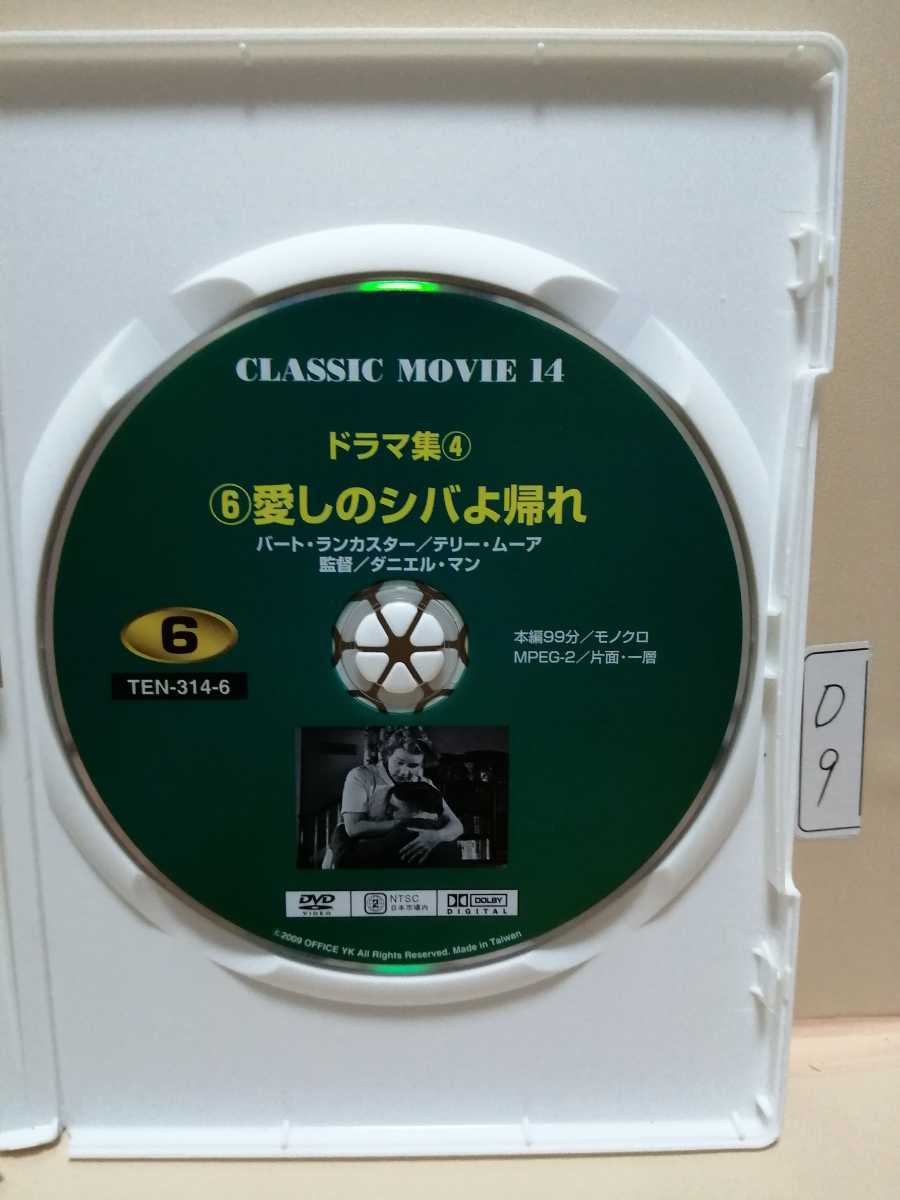 CLASSIC MOVIE 14
ドラマ集④
⑥愛しのシバよ帰れ
バート・ランカスター／テリー・ムーア
監督／ダニエル・マン
6
TEN-314-6
本編99分／モノクロ
MPEG-2／片面・一層
DVD
VIDEO
2
NTSC
日本市場内
DOLBY
DIGITAL
©2009 OFFICE YK All Rights Reserved. Made in Taiwan
D
9